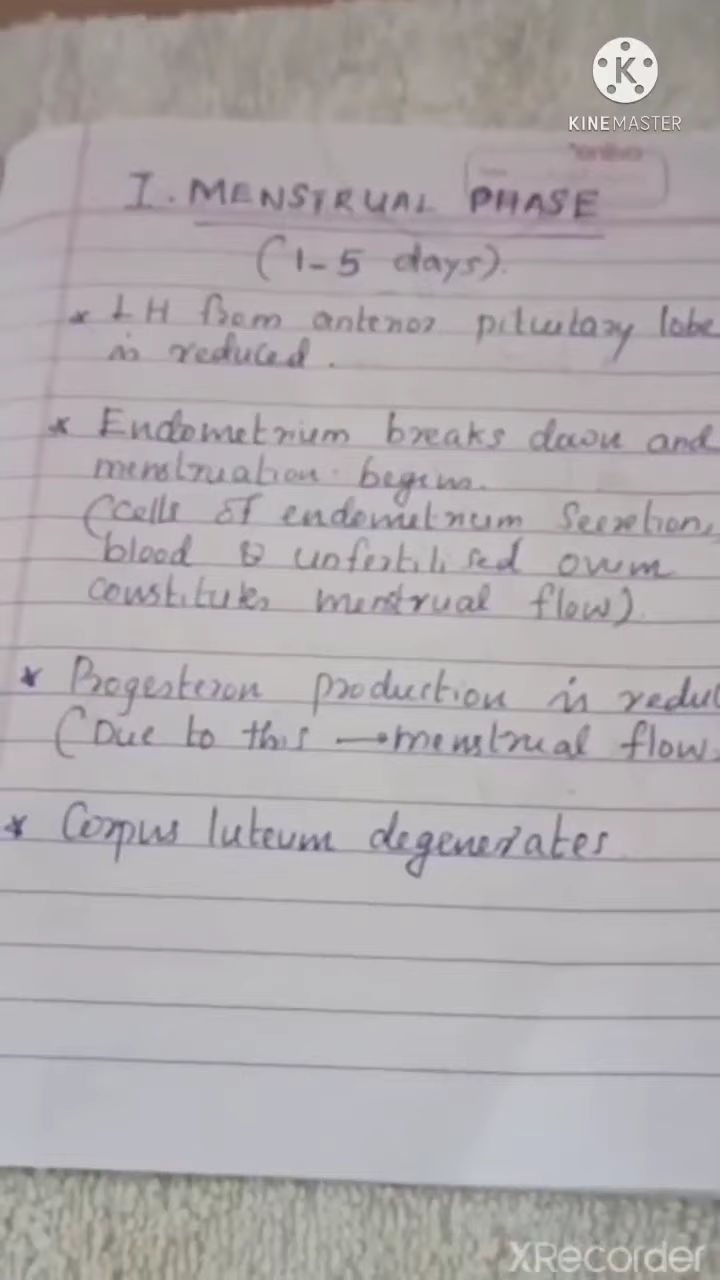 KINEMASTER
I. MENSTRUAL PHASE
(1-5 days).
* LH from anterior pituitary lobe
is reduced.
* Endometrium breaks down and
menstruation begins.
(cells of endometrium secretion,
blood & unfertilised ovum
constitutes menstrual flow)
* Progesteron production is reduc
(Due to this → menstrual flow.
* Corpus luteum degenerates
XRecorder